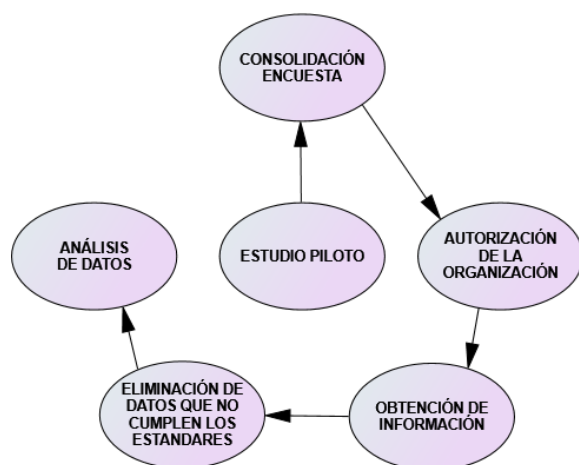 CONSOLIDACIÓN
ENCUESTA
ANÁLISIS
DE DATOS
ESTUDIO PILOTO
AUTORIZACIÓN
DE LA
ORGANIZACIÓN
ELIMINACIÓN DE
DATOS QUE NO
CUMPLEN LOS
ESTANDARES
OBTENCIÓN DE
INFORMACIÓN